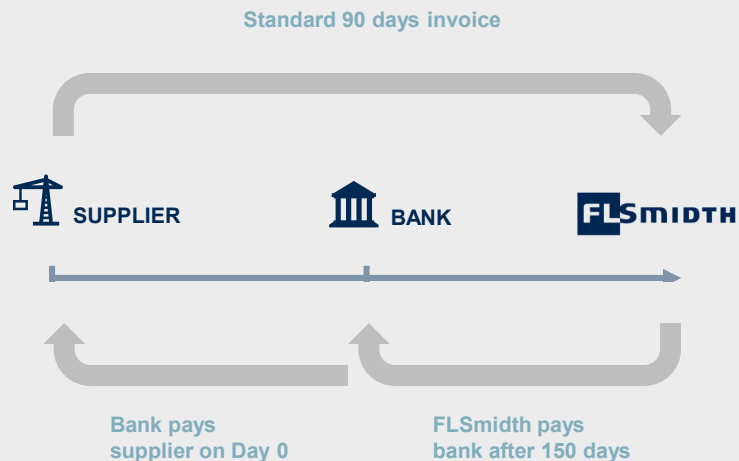 Standard 90 days invoice
SUPPLIER
BANK
FLSMIDTH
Bank pays
supplier on Day 0
FLSmidth pays
bank after 150 days